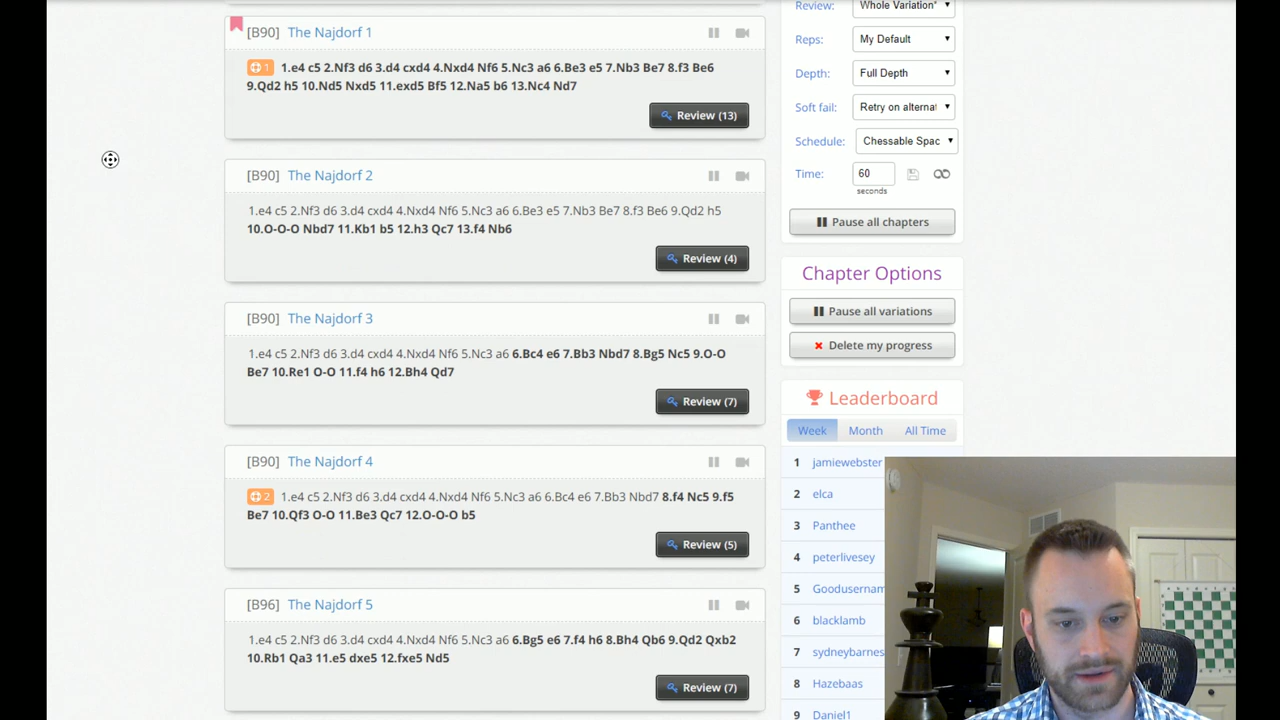 [B90] The Najdorf 1
1 1.e4 c5 2.Nf3 d6 3.d4 cxd4 4.Nxd4 Nf6 5.Nc3 a6 6.Be3 e5 7.Nb3 Be7 8.f3 Be6
9.Qd2 h5 10.Nd5 Nxd5 11.exd5 Bf5 12.Na5 b6 13.Nc4 Nd7
Review (13)
[B90] The Najdorf 2
1.e4 c5 2.Nf3 d6 3.d4 cxd4 4.Nxd4 Nf6 5.Nc3 a6 6.Be3 e5 7.Nb3 Be7 8.f3 Be6 9.Qd2 h5
10.O-O-O Nbd7 11.Kb1 b5 12.h3 Qc7 13.f4 Nb6
Review (4)
[B90] The Najdorf 3
1.e4 c5 2.Nf3 d6 3.d4 cxd4 4.Nxd4 Nf6 5.Nc3 a6 6.Bc4 e6 7.Bb3 Nbd7 8.Bg5 Nc5 9.O-O
Be7 10.Re1 O-O 11.f4 h6 12.Bh4 Qd7
Review (7)
[B90] The Najdorf 4
2 1.e4 c5 2.Nf3 d6 3.d4 cxd4 4.Nxd4 Nf6 5.Nc3 a6 6.Bc4 e6 7.Bb3 Nbd7 8.f4 Nc5 9.f5
Be7 10.Qf3 O-O 11.Be3 Qc7 12.O-O-O b5
Review (5)
[B96] The Najdorf 5
1.e4 c5 2.Nf3 d6 3.d4 cxd4 4.Nxd4 Nf6 5.Nc3 a6 6.Bg5 e6 7.f4 h6 8.Bh4 Qb6 9.Qd2 Qxb2
10.Rb1 Qa3 11.e5 dxe5 12.fxe5 Nd5
Review (7)
Review: Whole Variation*
Reps: My Default
Depth: Full Depth
Soft fail: Retry on alternat
Schedule: Chessable Spac
Time: 60
seconds
Pause all chapters
Chapter Options
Pause all variations
Delete my progress
Leaderboard
Week Month All Time
1 jamiewebster
2 elca
3 Panthee
4 peterlivesey
5 Goodusernam
6 blacklamb
7 sydneybarnes
8 Hazebaas
9 Daniel1